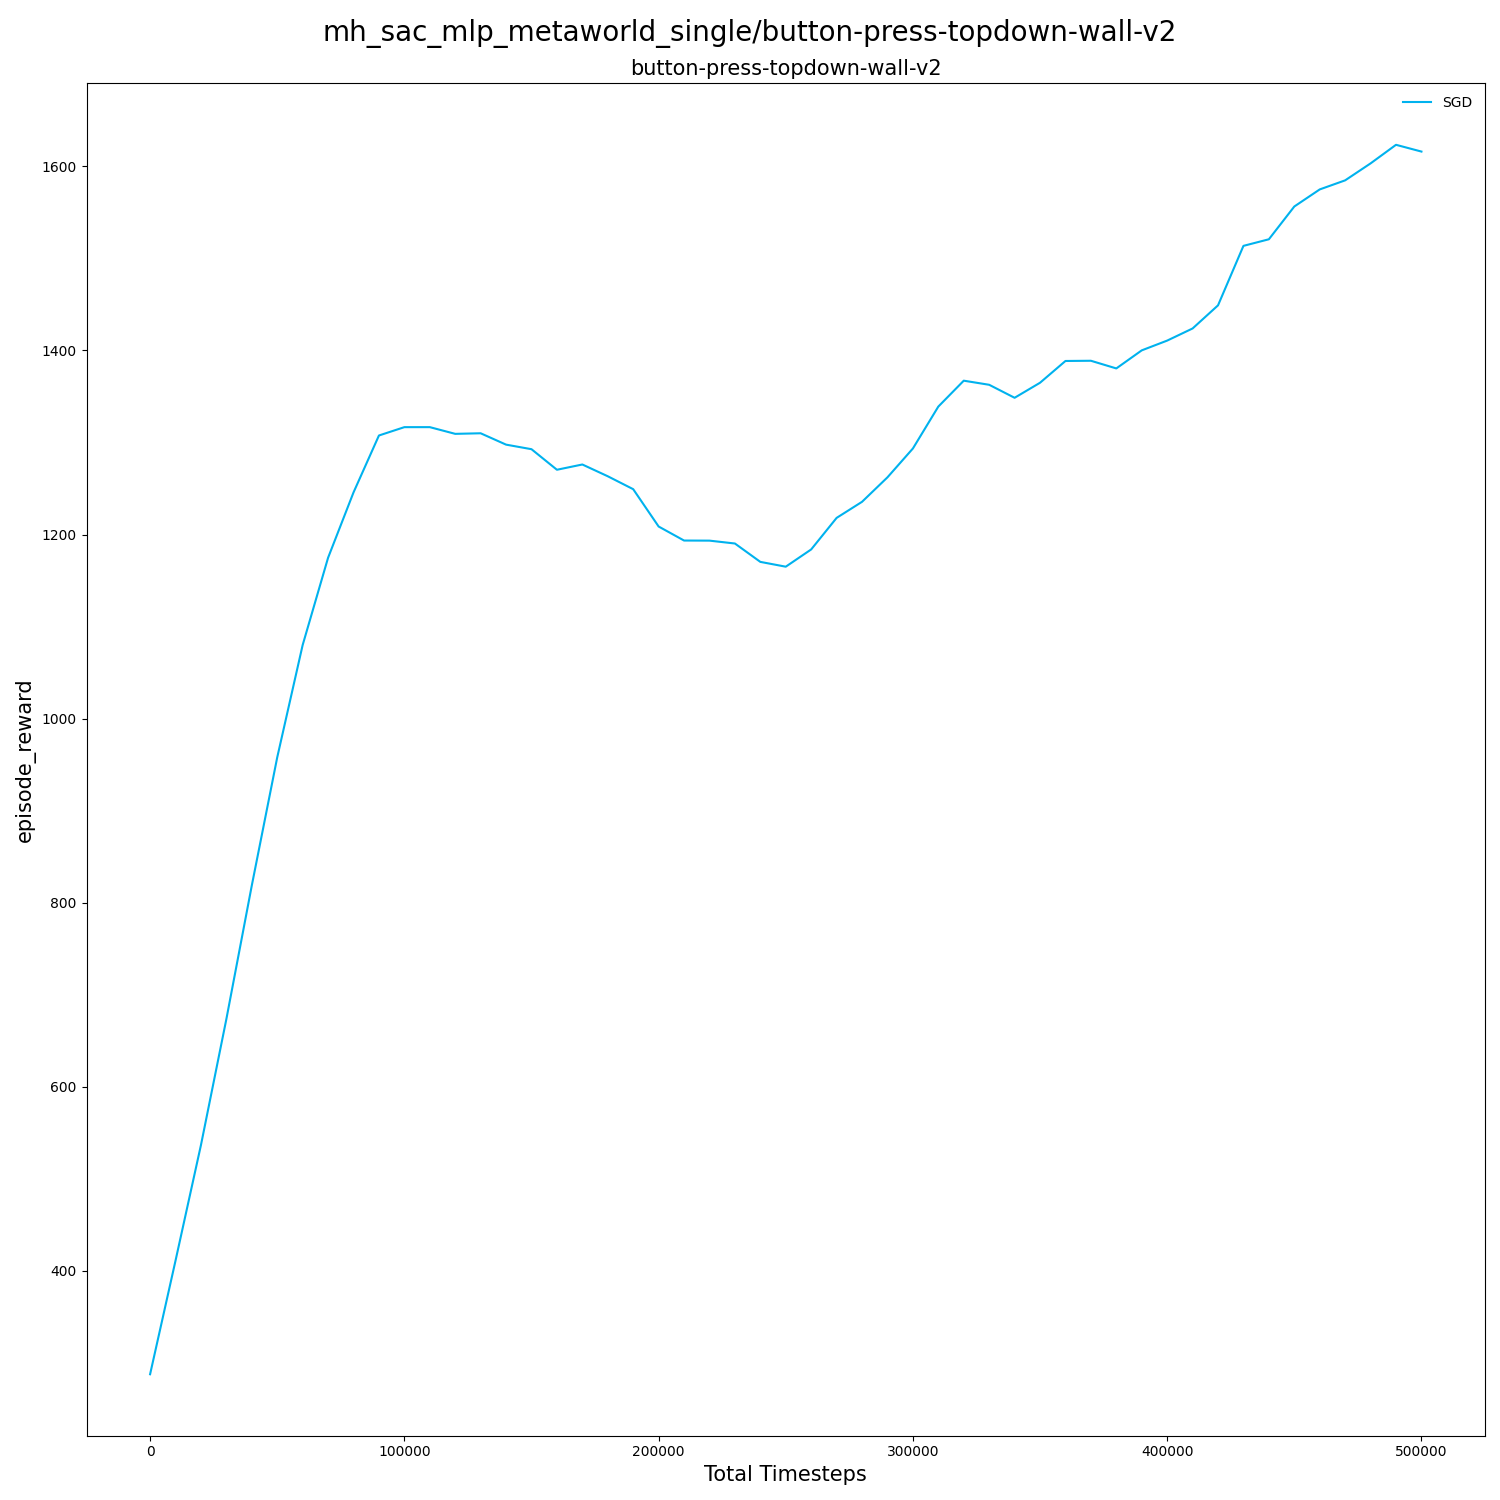 mh_sac_mlp_metaworld_single/button-press-topdown-wall-v2
button-press-topdown-wall-v2
SGD
1600
1400
1200
1000
800
600
400
episode_reward
0 100000 200000 300000 400000 500000
Total Timesteps